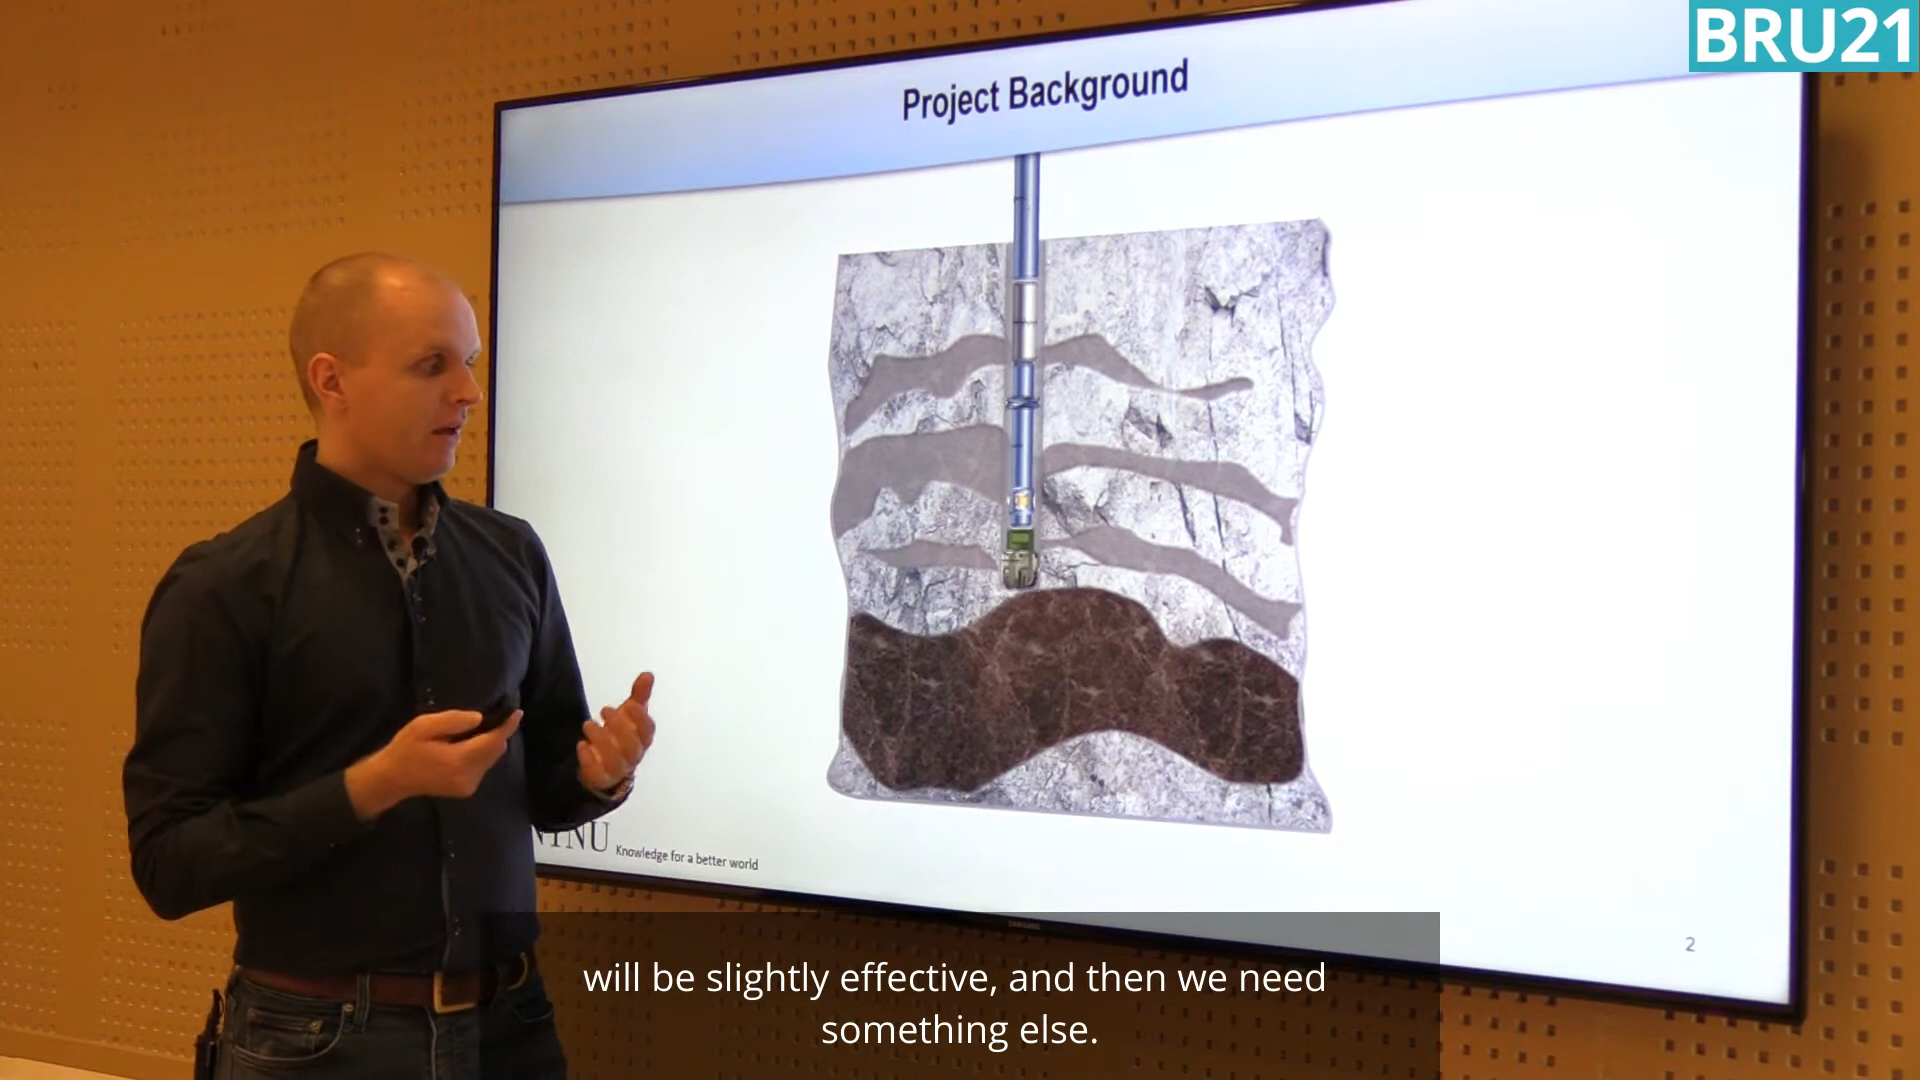 BRU21
Project Background
NTNU
Knowledge for a better world
2
will be slightly effective, and then we need
something else.